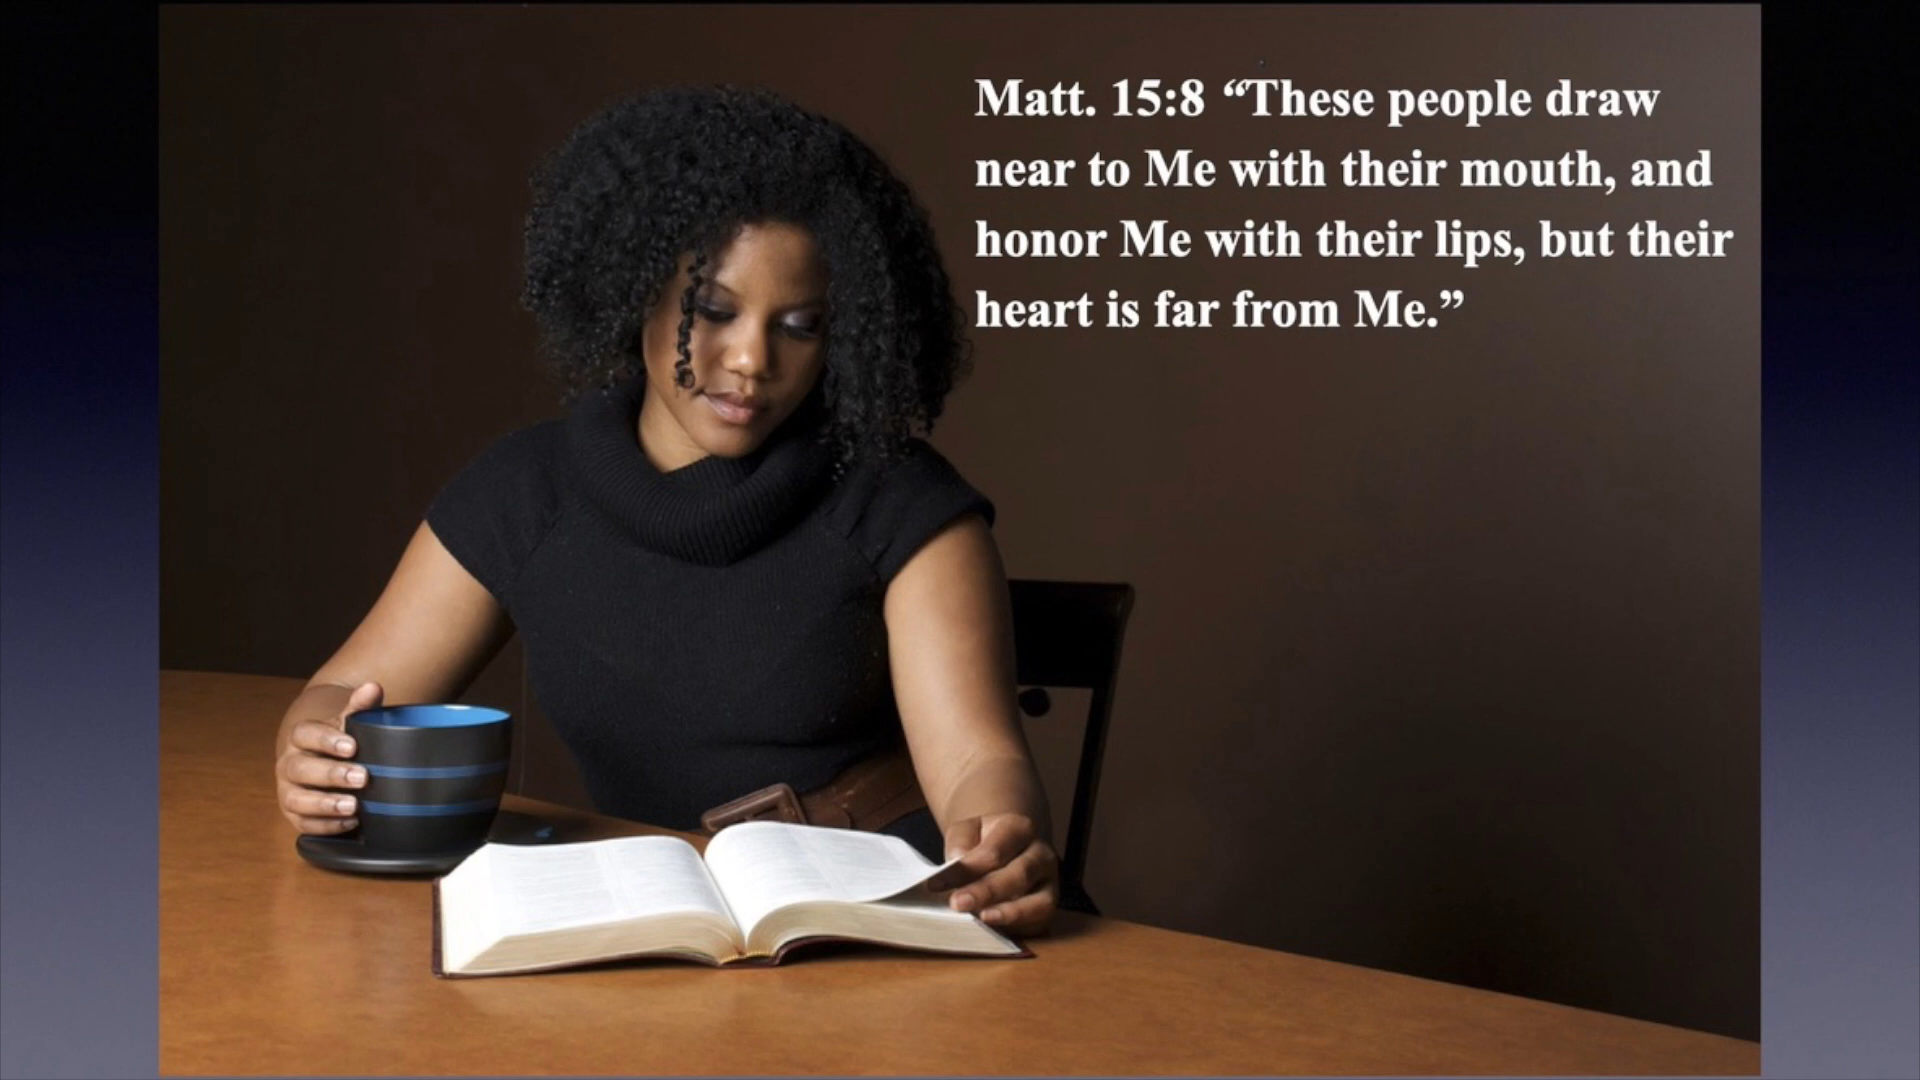 Matt. 15:8 “These people draw
near to Me with their mouth, and
honor Me with their lips, but their
heart is far from Me.”